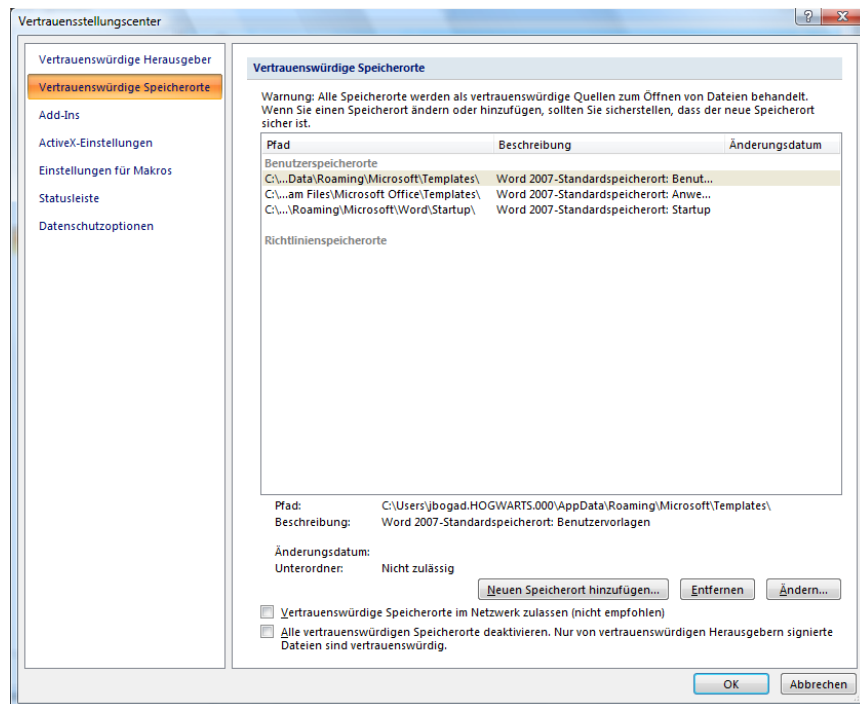 Vertrauensstellungscenter
Vertrauenswürdige Herausgeber
Vertrauenswürdige Speicherorte
Add-Ins
ActiveX-Einstellungen
Einstellungen für Makros
Statusleiste
Datenschutzoptionen
Vertrauenswürdige Speicherorte
Warnung: Alle Speicherorte werden als vertrauenswürdige Quellen zum Öffnen von Dateien behandelt.
Wenn Sie einen Speicherort ändern oder hinzufügen, sollten Sie sicherstellen, dass der neue Speicherort
sicher ist.
Pfad Beschreibung Änderungsdatum
Benutzerspeicherorte
C:\...Data\Roaming\Microsoft\Templates\ Word 2007-Standardspeicherort: Benut...
C:\...am Files\Microsoft Office\Templates\ Word 2007-Standardspeicherort: Anwe...
C:\...\Roaming\Microsoft\Word\Startup\ Word 2007-Standardspeicherort: Startup
Richtlinienspeicherorte
Pfad: C:\Users\jbogad.HOGWARTS.000\AppData\Roaming\Microsoft\Templates\
Beschreibung: Word 2007-Standardspeicherort: Benutzervorlagen
Änderungsdatum:
Unterordner: Nicht zulässig
Neuen Speicherort hinzufügen... Entfernen Ändern...
Vertrauenswürdige Speicherorte im Netzwerk zulassen (nicht empfohlen)
Alle vertrauenswürdigen Speicherorte deaktivieren. Nur von vertrauenswürdigen Herausgebern signierte
Dateien sind vertrauenswürdig.
OK Abbrechen